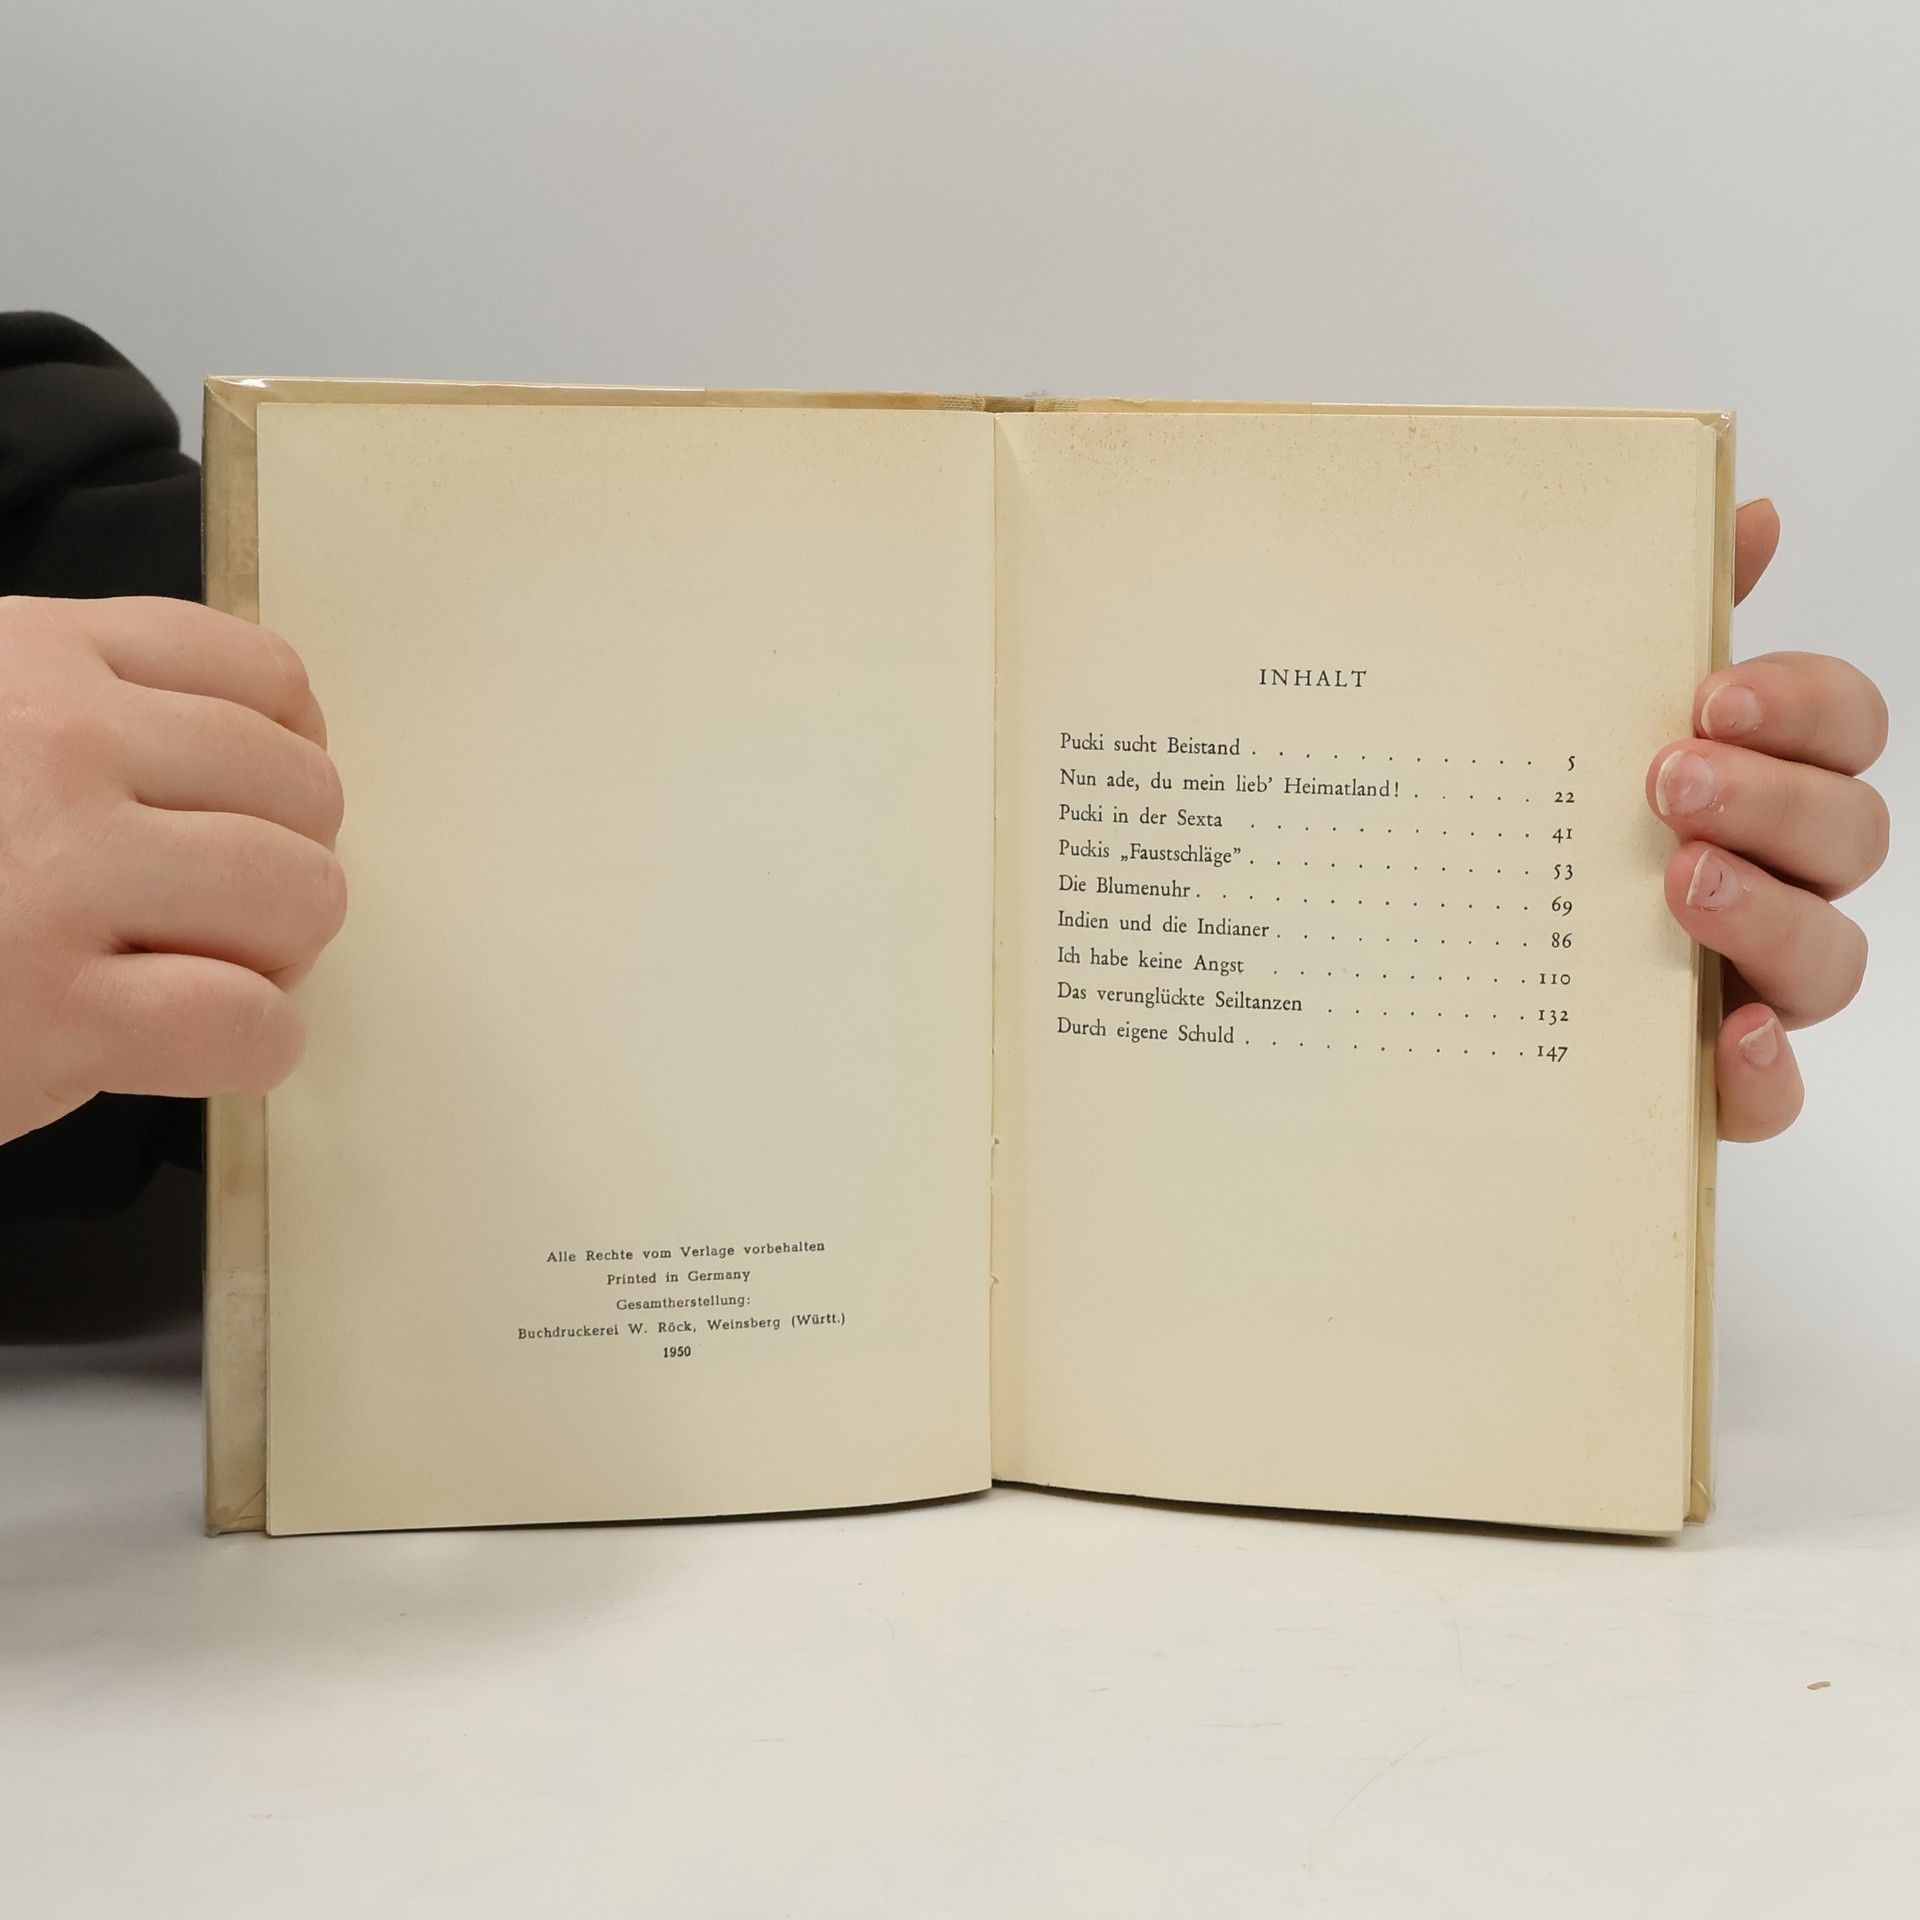 Alle Rechte vom Verlage vorbehalten
Printed in Germany
Gesamtherstellung:
Buchdruckerei W. Röck, Weinsberg (Württ.)
1950
INHALT
Pucki sucht Beistand . . . . . . . . . . . 5
Nun ade, du mein lieb’ Heimatland! . . . . . 22
Pucki in der Sexta . . . . . . . . . . . 41
Puckis „Faustschläge” . . . . . . . . . . . 53
Die Blumenuhr . . . . . . . . . . . . . 69
Indien und die Indianer . . . . . . . . . . 86
Ich habe keine Angst . . . . . . . . . . 110
Das verunglückte Seiltanzen . . . . . . . . 132
Durch eigene Schuld . . . . . . . . . . . 147